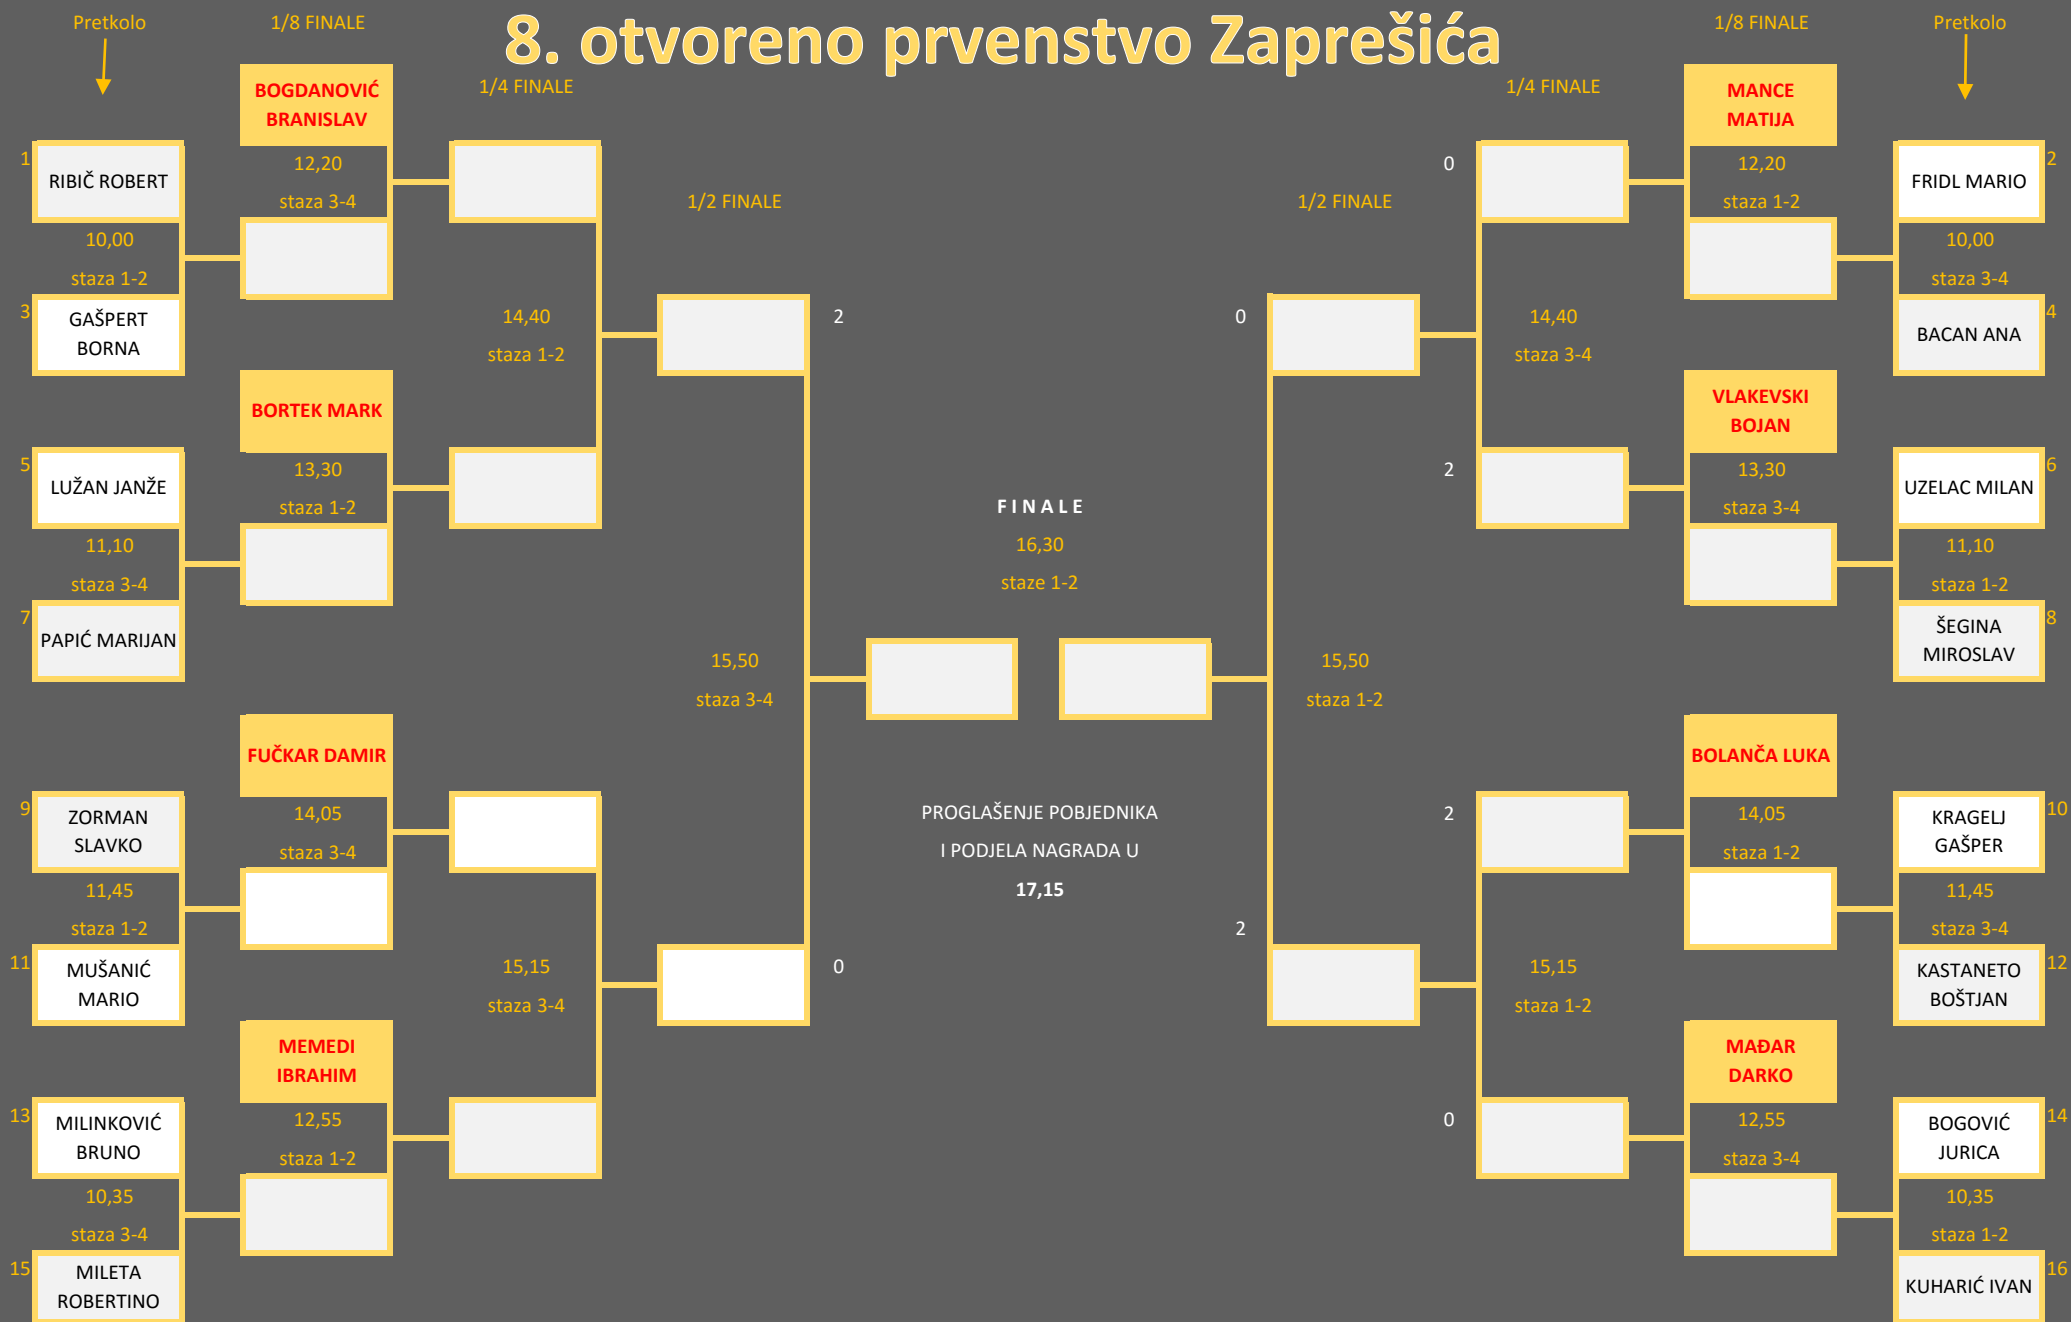 8. otvoreno prvenstvo Zaprešića
Pretkolo
1/8 FINALE
1/4 FINALE
1/2 FINALE
1
RIBIČ ROBERT
10,00
staza 1-2
3
GAŠPERT
BORNA
5
LUŽAN JANŽE
11,10
staza 3-4
7
PAPIĆ MARIJAN
9
ZORMAN
SLAVKO
11,45
staza 1-2
11
MUŠANIĆ
MARIO
13
MILINKOVIĆ
BRUNO
10,35
staza 3-4
15
MILETA
ROBERTINO
BOGDANOVIĆ
BRANISLAV
12,20
staza 3-4
BORTEK MARK
13,30
staza 1-2
FUČKAR DAMIR
14,05
staza 3-4
MEMEDI
IBRAHIM
12,55
staza 1-2
14,40
staza 1-2
15,15
staza 3-4
2
15,50
staza 3-4
0
F I N A L E
16,30
staze 1-2
PROGLAŠENJE POBJEDNIKA
I PODJELA NAGRADA U
17,15
1/2 FINALE
0
15,50
staza 1-2
2
1/4 FINALE
0
14,40
staza 3-4
2
2
15,15
staza 1-2
0
1/8 FINALE
MANCE
MATIJA
12,20
staza 1-2
VLAKEVSKI
BOJAN
13,30
staza 3-4
BOLANČA LUKA
14,05
staza 1-2
MAĐAR
DARKO
12,55
staza 3-4
Pretkolo
2
FRIDL MARIO
10,00
staza 3-4
4
BACAN ANA
6
UZELAC MILAN
11,10
staza 1-2
8
ŠEGINA
MIROSLAV
10
KRAGELJ
GAŠPER
11,45
staza 3-4
12
KASTANETO
BOŠTJAN
14
BOGOVIĆ
JURICA
10,35
staza 1-2
16
KUHARIĆ IVAN